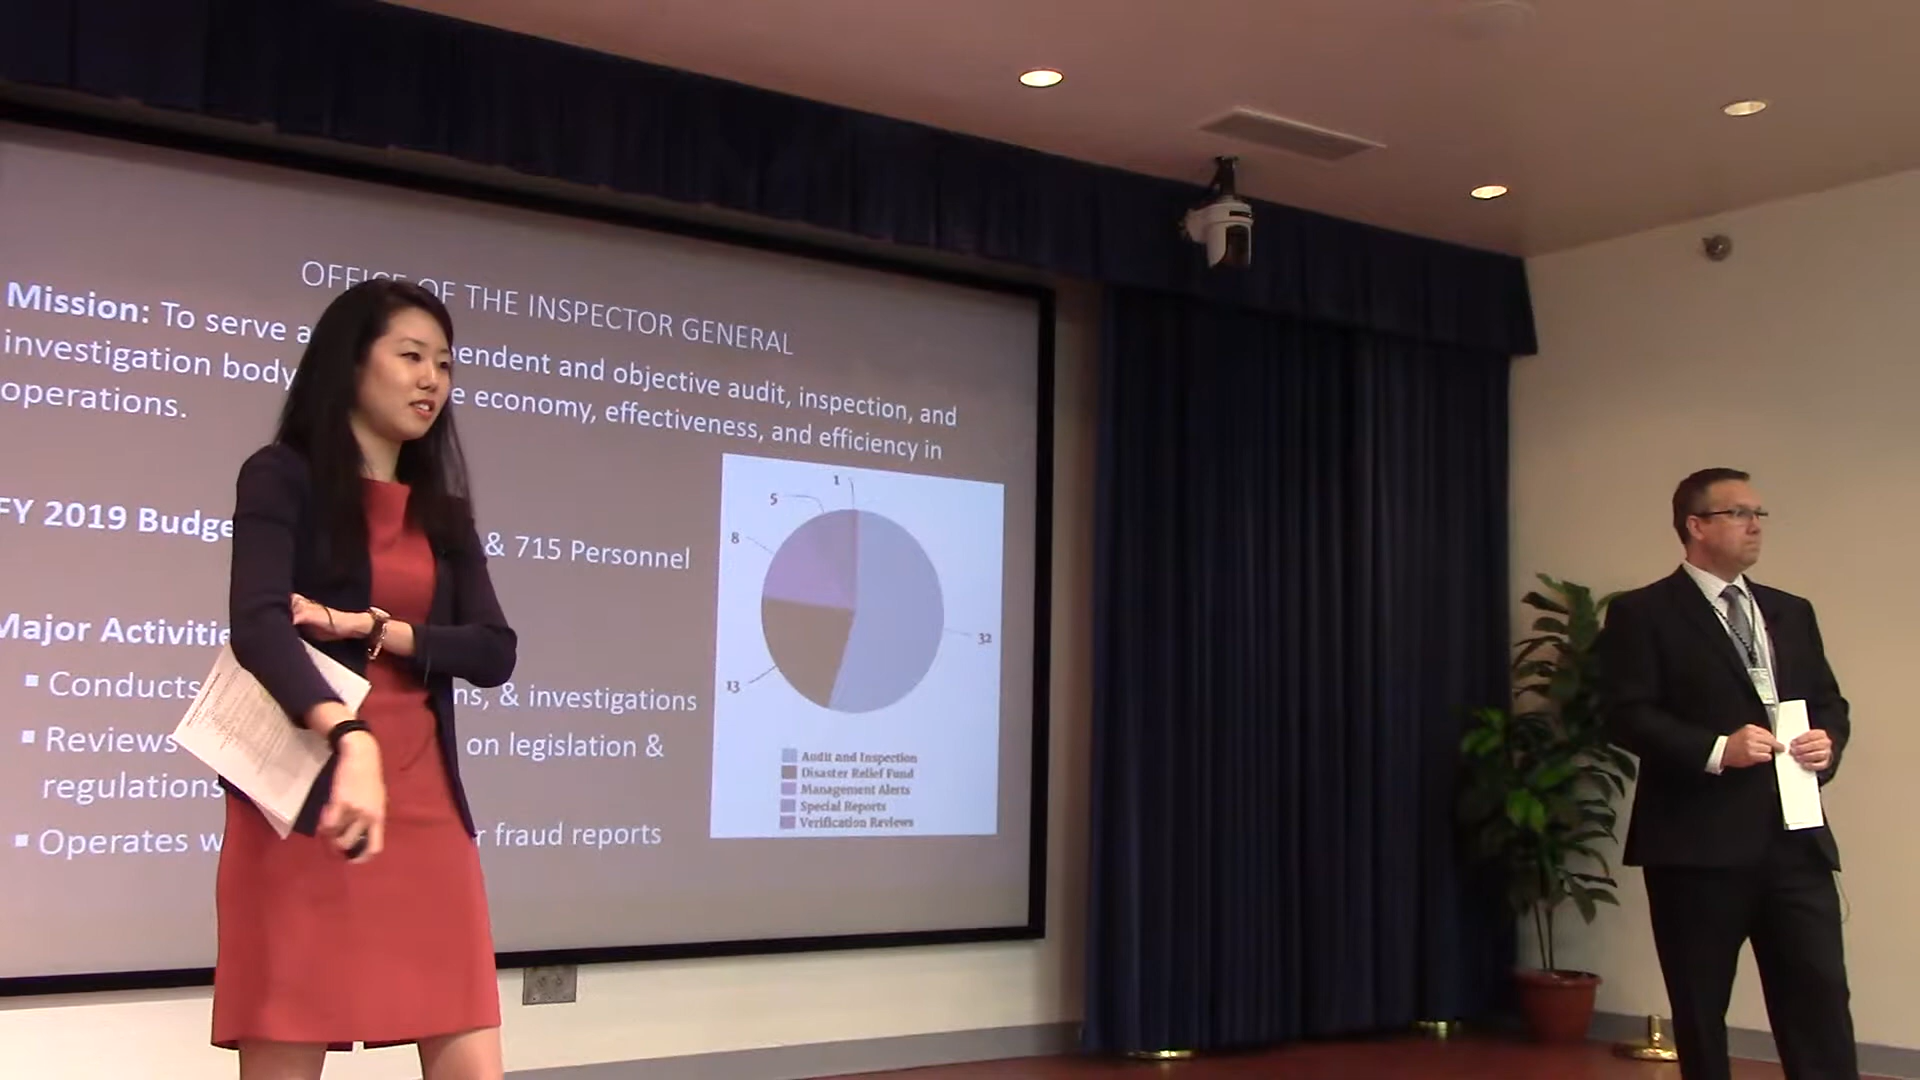 OFFICE OF THE INSPECTOR GENERAL
Mission: To serve a endent and objective audit, inspection, and
investigation body e economy, effectiveness, and efficiency in
operations.
FY 2019 Budge & 715 Personnel
Major Activitie
Conducts ns, & investigations
Reviews on legislation &
regulations
Operates w r fraud reports
1
5
8
32
13
Audit and Inspection
Disaster Relief Fund
Management Alerts
Special Reports
Verification Reviews